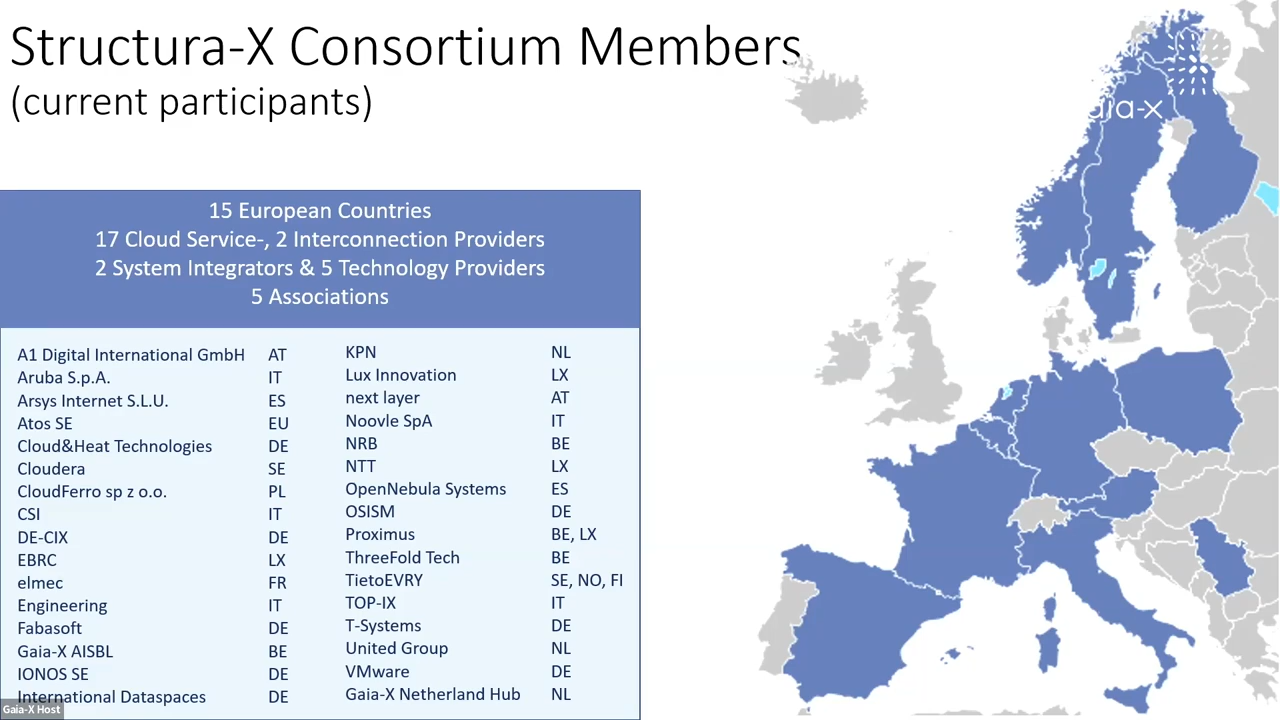 Structura-X Consortium Members
(current participants)
aia-x
15 European Countries
17 Cloud Service-, 2 Interconnection Providers
2 System Integrators & 5 Technology Providers
5 Associations
A1 Digital International GmbH AT
Aruba S.p.A. IT
Arsys Internet S.L.U. ES
Atos SE EU
Cloud&Heat Technologies DE
Cloudera SE
CloudFerro sp z o.o. PL
CSI IT
DE-CIX DE
EBRC LX
elmec FR
Engineering IT
Fabasoft DE
Gaia-X AISBL BE
IONOS SE DE
International Dataspaces DE
KPN NL
Lux Innovation LX
next layer AT
Noovle SpA IT
NRB BE
NTT LX
OpenNebula Systems ES
OSISM DE
Proximus BE, LX
ThreeFold Tech BE
TietoEVRY SE, NO, FI
TOP-IX IT
T-Systems DE
United Group NL
VMware DE
Gaia-X Netherland Hub NL
Gaia-X Host